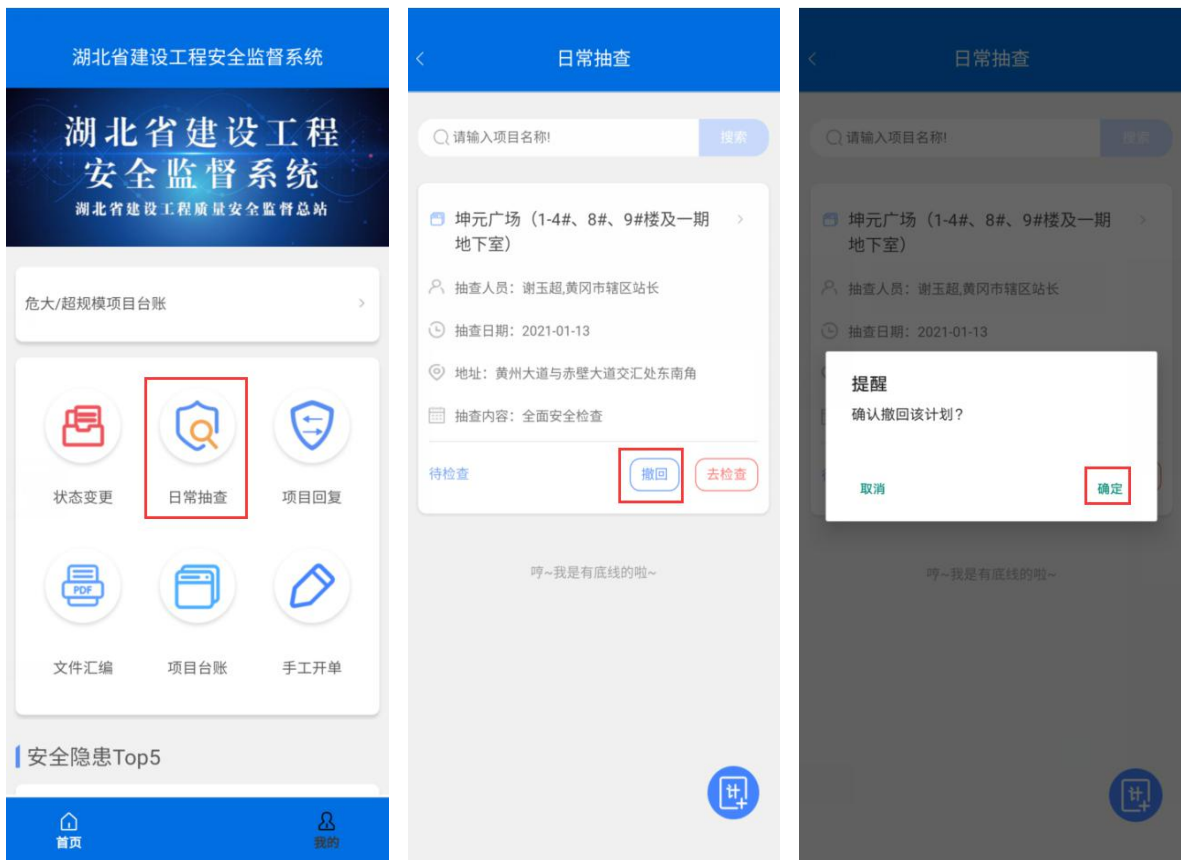 湖北省建设工程安全监督系统
湖北省建设工程
安全监督系统
湖北省建设工程质量安全监督总站
危大/超规模项目台账
状态变更
日常抽查
项目回复
PDF
文件汇编
项目台账
手工开单
安全隐患Top5
首页
我的
日常抽查
请输入项目名称!
搜索
坤元广场（1-4#、8#、9#楼及一期
地下室）
抽查人员：谢玉超,黄冈市辖区站长
抽查日期：2021-01-13
地址：黄州大道与赤壁大道交汇处东南角
抽查内容：全面安全检查
待检查
撤回
去检查
哼~我是有底线的啦~
计
日常抽查
请输入项目名称!
搜索
坤元广场（1-4#、8#、9#楼及一期
地下室）
抽查人员：谢玉超,黄冈市辖区站长
抽查日期：2021-01-13
提醒
确认撤回该计划？
取消
确定
哼~我是有底线的啦~
计